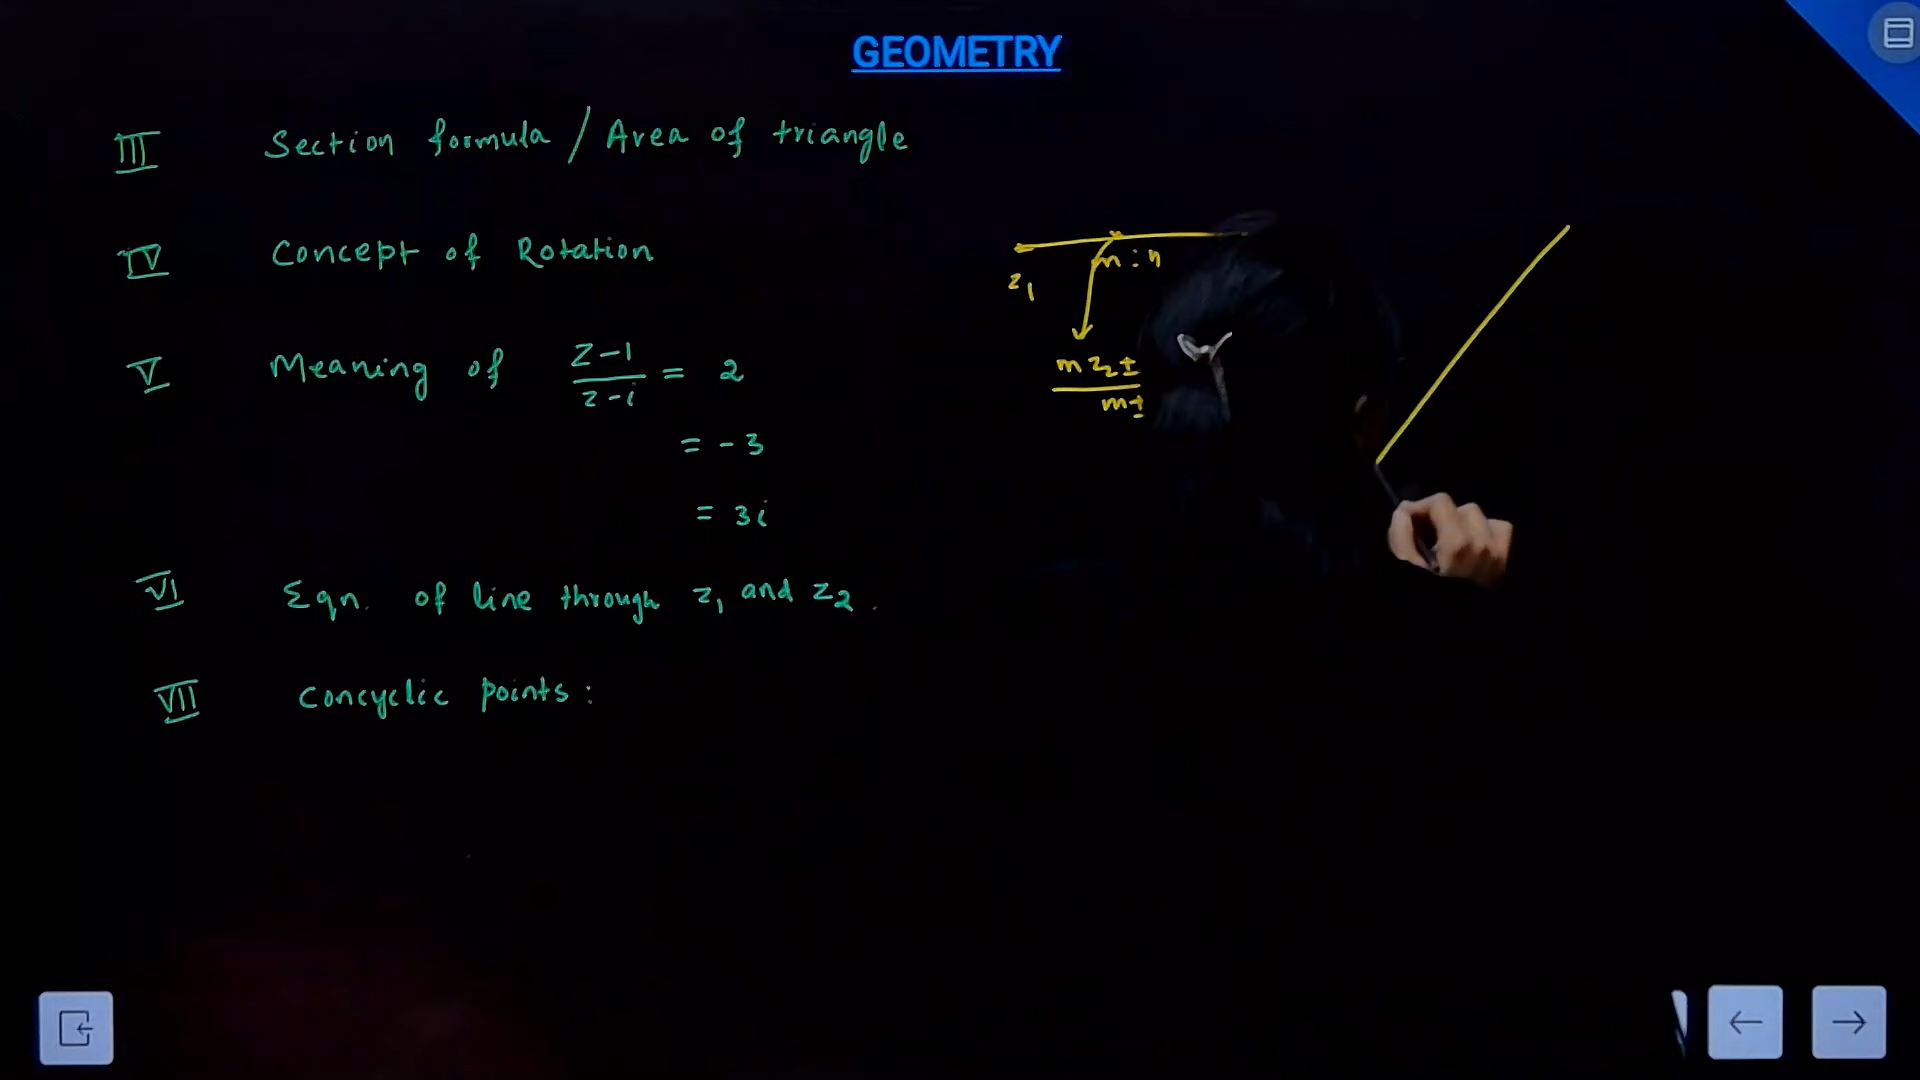 GEOMETRY
III Section formula / Area of triangle
IV Concept of Rotation
V Meaning of (z-1)/(z-i) = 2
= -3
= 3i
VI Eqn. of line through z₁ and z₂.
VII Concyclic points:
m : n
z₁
m z₂ ±
m ±